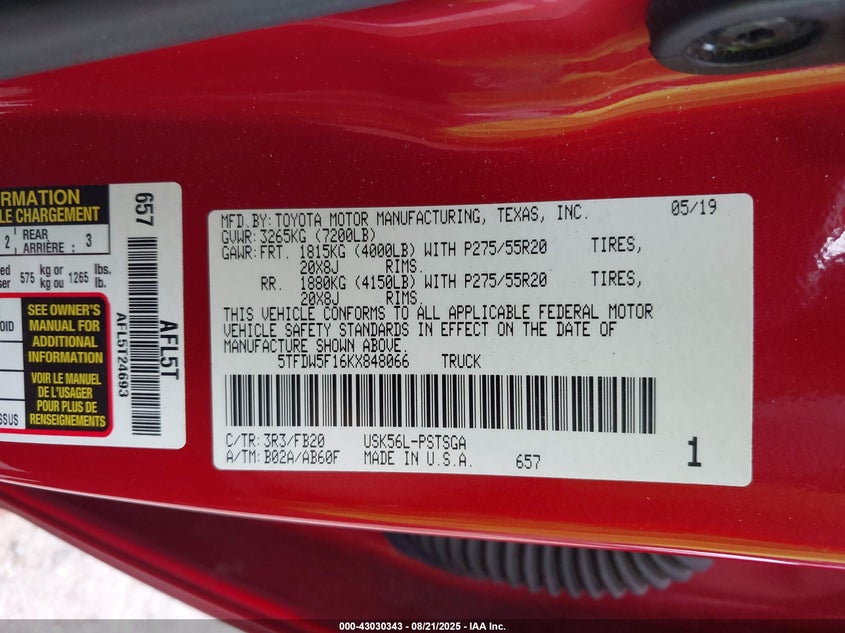 RMATION
LE CHARGEMENT
2 REAR ARRIÈRE : 3
575 kg or kg ou 1265 lbs. lb.
SEE OWNER'S
MANUAL FOR
ADDITIONAL
INFORMATION
VOIR LE MANUEL
DE L'USAGER
POUR PLUS DE
RENSEIGNEMENTS
657
AFL5T
AFL5T24693
MFD.BY:TOYOTA MOTOR MANUFACTURING, TEXAS, INC. 05/19
GVWR: 3265KG (7200LB)
GAWR:FRT. 1815KG (4000LB) WITH P275/55R20 TIRES,
20X8J RIMS.
RR. 1880KG (4150LB) WITH P275/55R20 TIRES,
20X8J RIMS.
THIS VEHICLE CONFORMS TO ALL APPLICABLE FEDERAL MOTOR
VEHICLE SAFETY STANDARDS IN EFFECT ON THE DATE OF
MANUFACTURE SHOWN ABOVE
5TFDW5F16KX848066 TRUCK
C/TR: 3R3/FB20 USK56L-PSTSGA
A/TM: B02A/AB60F MADE IN U.S.A. 657 1
000-43030343 - 08/21/2025 - IAA Inc.